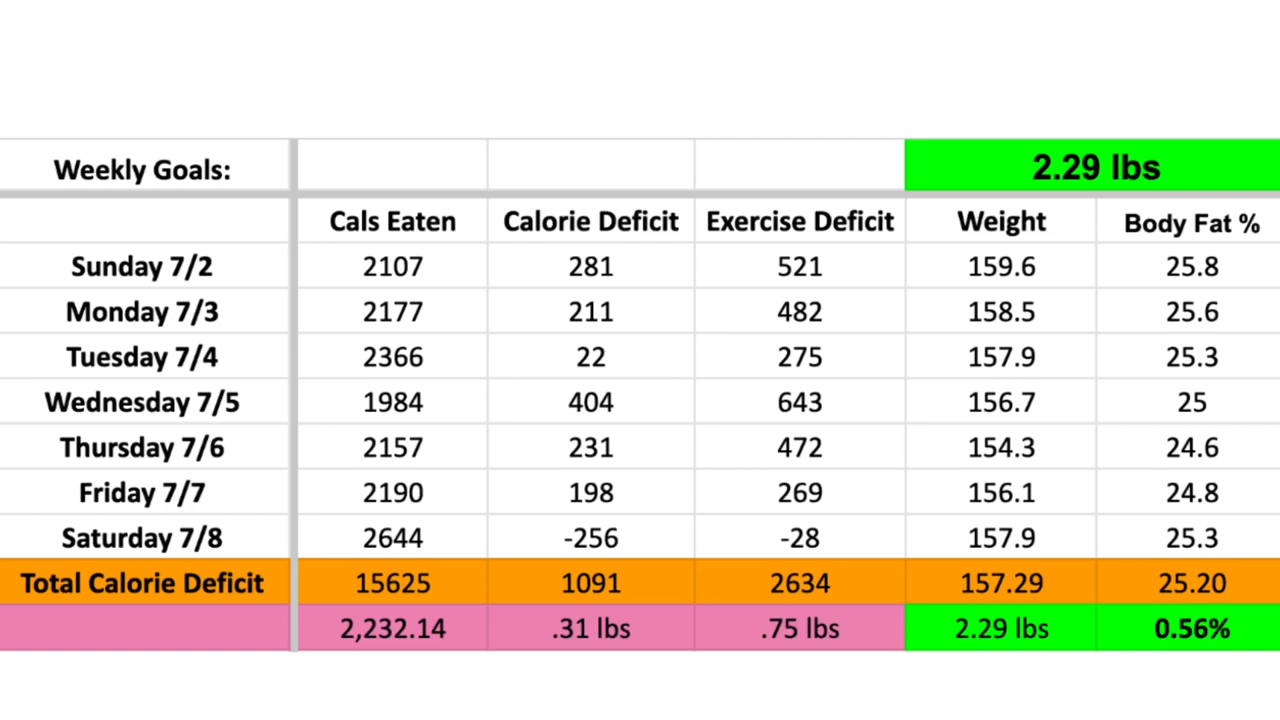 Weekly Goals: 2.29 lbs
Cals Eaten Calorie Deficit Exercise Deficit Weight Body Fat %
Sunday 7/2 2107 281 521 159.6 25.8
Monday 7/3 2177 211 482 158.5 25.6
Tuesday 7/4 2366 22 275 157.9 25.3
Wednesday 7/5 1984 404 643 156.7 25
Thursday 7/6 2157 231 472 154.3 24.6
Friday 7/7 2190 198 269 156.1 24.8
Saturday 7/8 2644 -256 -28 157.9 25.3
Total Calorie Deficit 15625 1091 2634 157.29 25.20
2,232.14 .31 lbs .75 lbs 2.29 lbs 0.56%